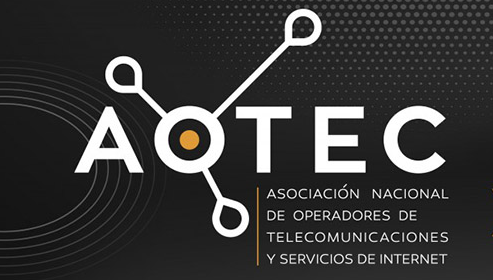 AOTEC
ASOCIACIÓN NACIONAL
DE OPERADORES DE
TELECOMUNICACIONES
Y SERVICIOS DE INTERNET